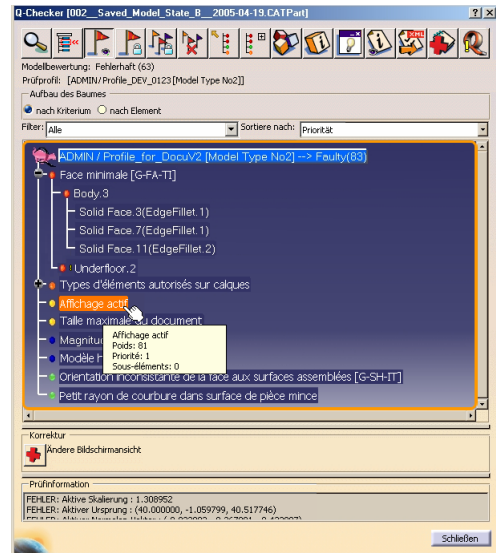 Q-Checker [002__Saved_Model_State_B__2005-04-19.CATPart]
Modellbewertung: Fehlerhaft (63)
Prüfprofil: [ADMIN/Profile_DEV_0123[Model Type No2]]
Aufbau des Baumes
nach Kriterium nach Element
Filter: Alle Sortiere nach: Priorität
ADMIN / Profile_for_DocuV2 [Model Type No2] --> Faulty(83)
Face minimale [G-FA-TI]
Body.3
Solid Face.3(EdgeFillet.1)
Solid Face.7(EdgeFillet.1)
Solid Face.11(EdgeFillet.2)
Underfloor.2
Types d'éléments autorisés sur calques
Affichage actif
Taille maximale du document
Magnitud
Affichage actif
Poids: 81
Modèle
Priorité: 1
Sous-éléments: 0
Orientation inconsistante de la face aux surfaces assemblées [G-SH-IT]
Petit rayon de courbure dans surface de pièce mince
Korrektur
Ändere Bildschirmansicht
Prüfinformation
FEHLER: Aktive Skalierung : 1.308952
FEHLER: Aktiver Ursprung : (40.000000, -1.059799, 40.517746)
Schließen